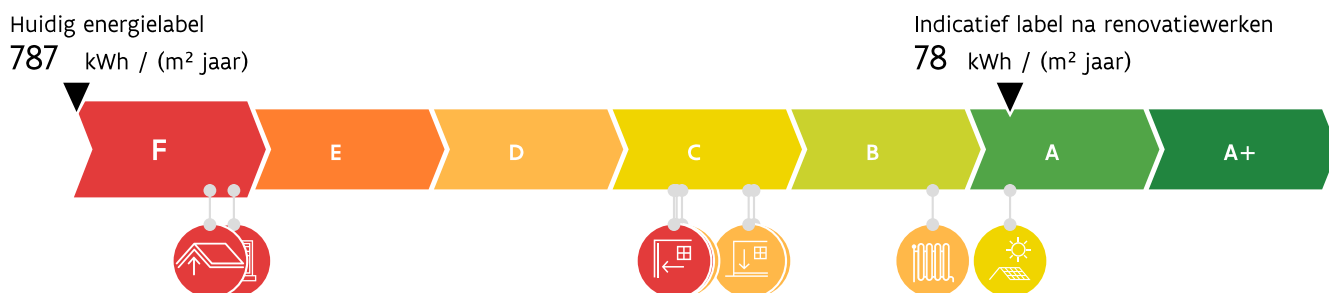 Huidig energielabel
787 kWh / (m² jaar)
Indicatief label na renovatiewerken
78 kWh / (m² jaar)
F E D C B A A+